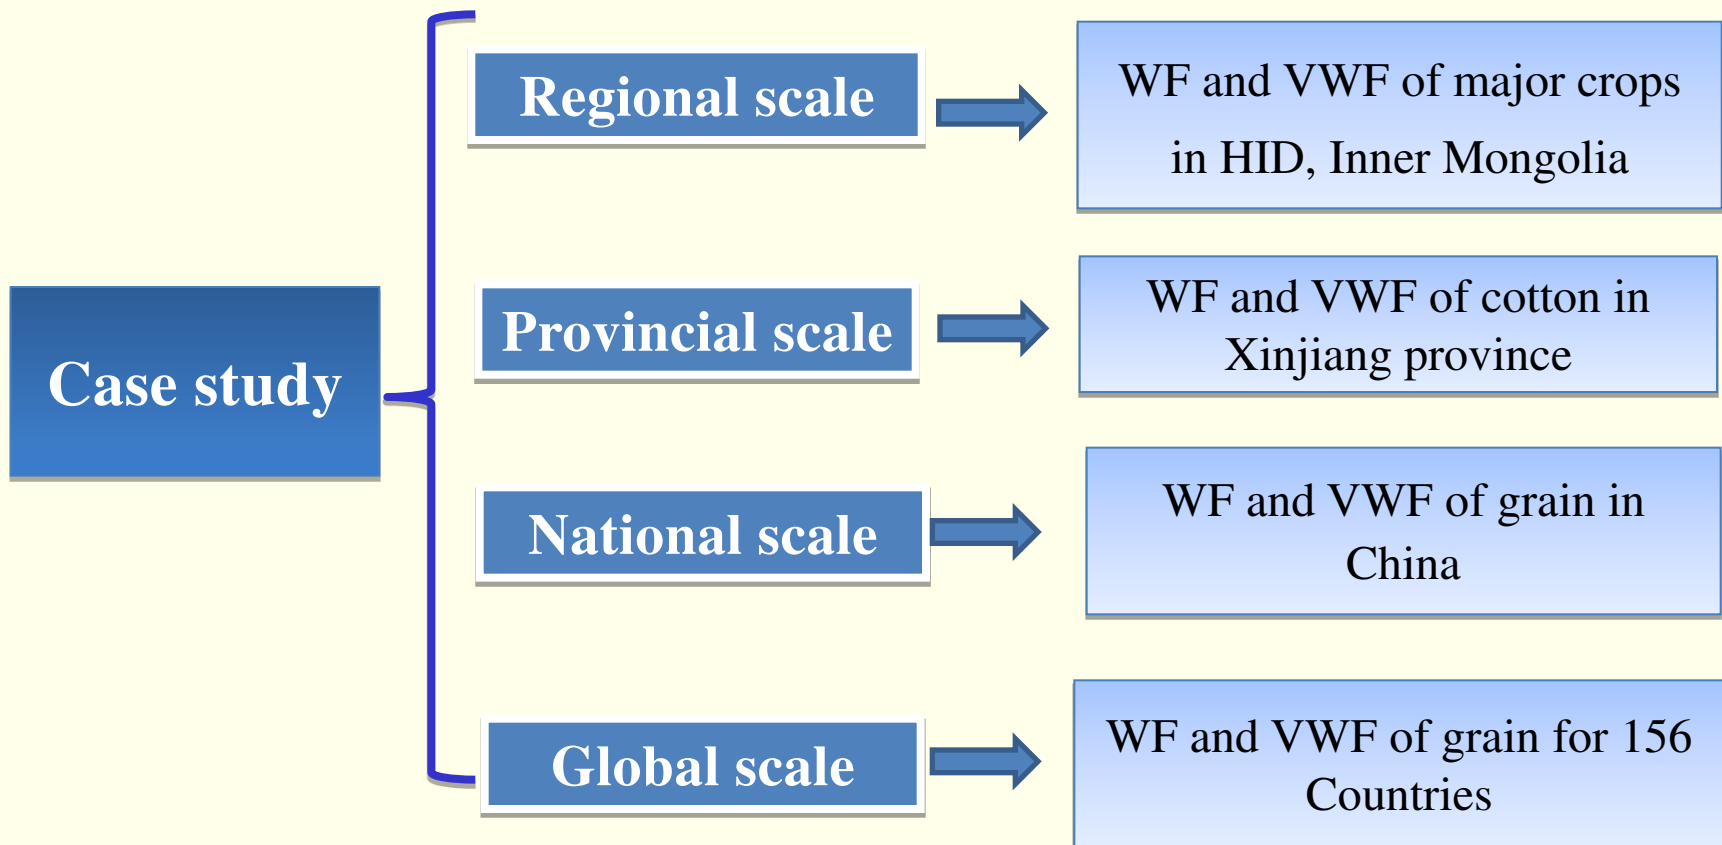 Case study
Regional scale
WF and VWF of major crops
in HID, Inner Mongolia
Provincial scale
WF and VWF of cotton in
Xinjiang province
National scale
WF and VWF of grain in
China
Global scale
WF and VWF of grain for 156
Countries